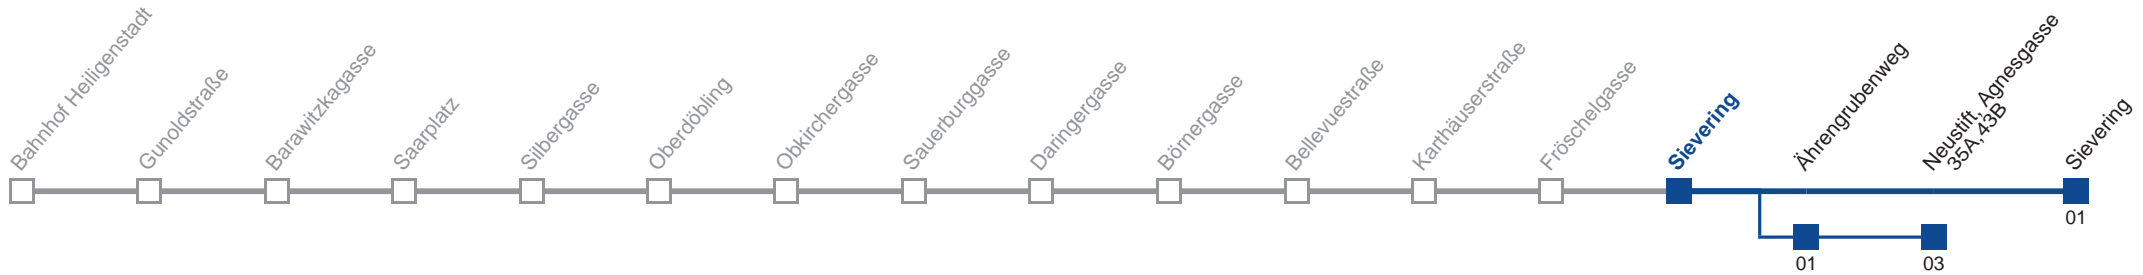 Bahnhof Heiligenstadt
Gunoldstraße
Barawitzkagasse
Saarplatz
Silbergasse
Oberdöbling
Obkirchergasse
Sauerburggasse
Daringergasse
Börnergasse
Bellevuestraße
Karthäuserstraße
Fröschelgasse
Sievering
Ährengrubenweg
Neustift, Agnesgasse
35A, 43B
Sievering
01
01
03